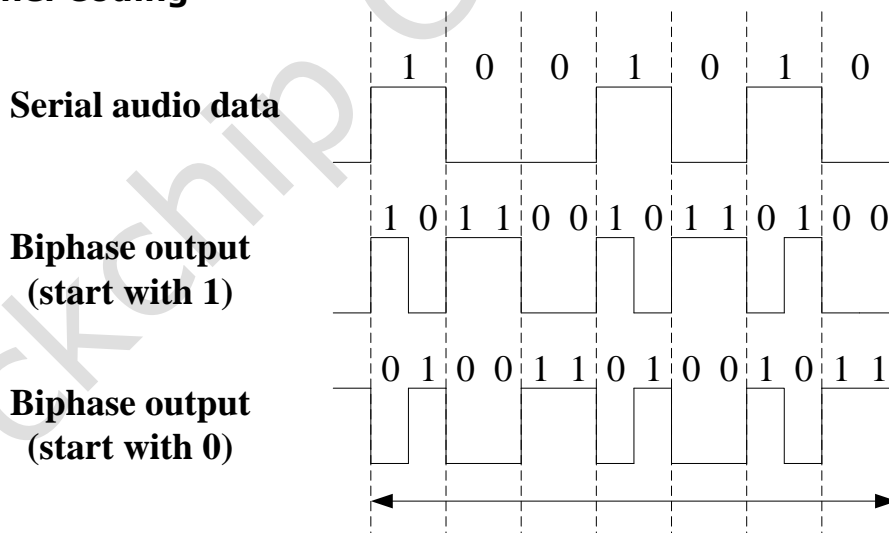 1 0 0 1 0 1 0
Serial audio data
1 0 1 1 0 0 1 0 1 1 0 1 0 0
Biphase output
(start with 1)
0 1 0 0 1 1 0 1 0 0 1 0 1 1
Biphase output
(start with 0)